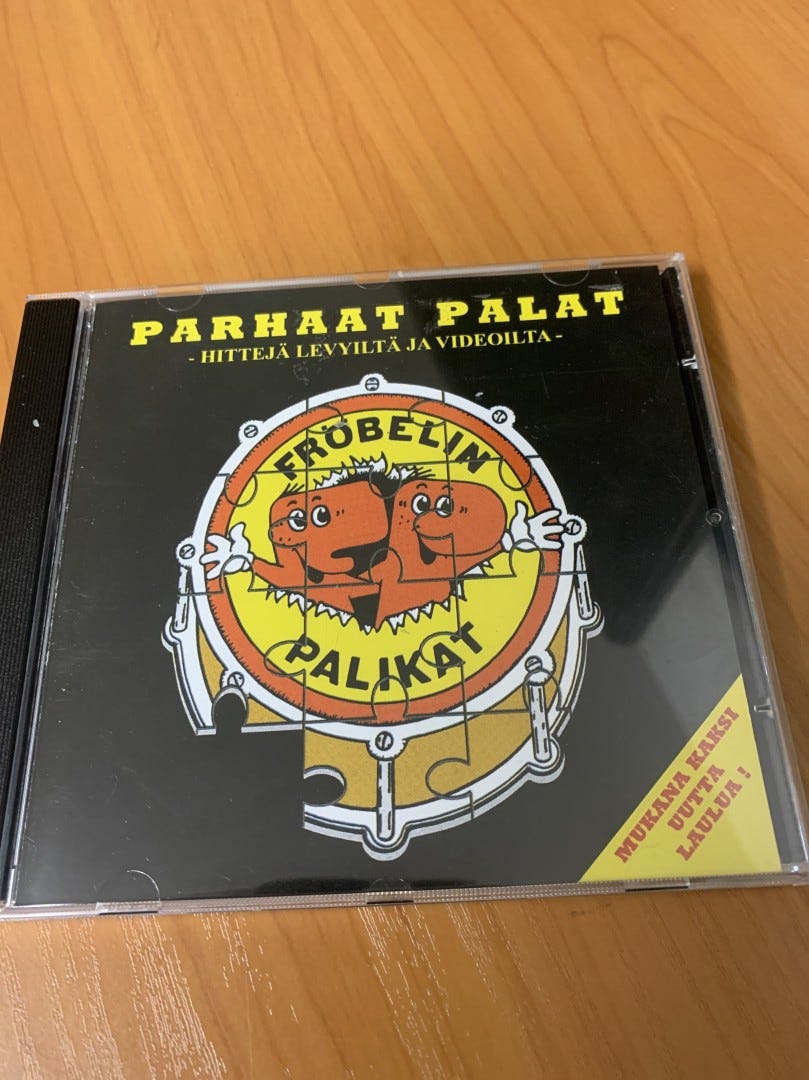 PARHAAT PALAT
- HITTEJÄ LEVYILTÄ JA VIDEOILTA -
FRÖBELIN
PALIKAT
MUKANA KAKSI
UUTTA
LAULUA !